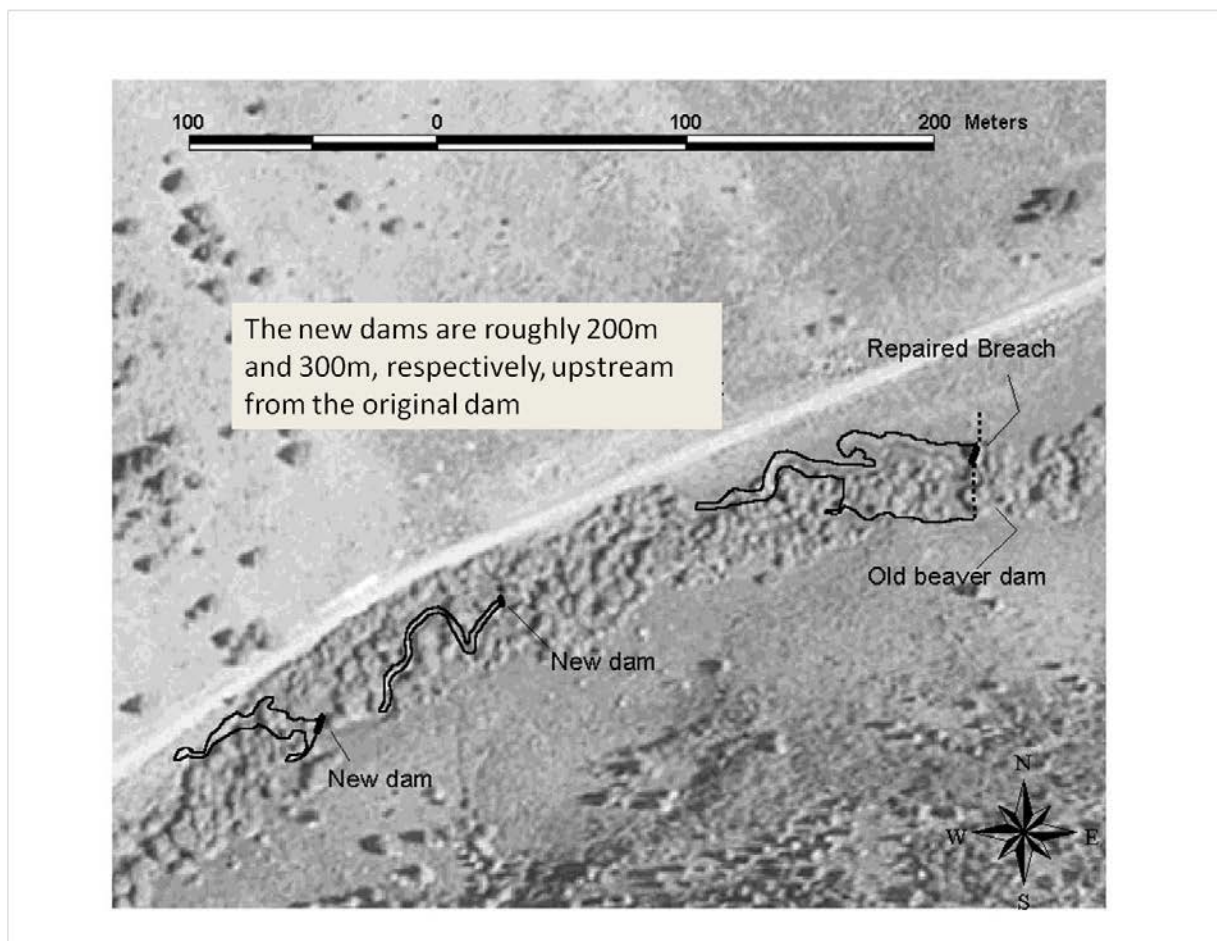 100 0 100 200 Meters
The new dams are roughly 200m
and 300m, respectively, upstream
from the original dam
Repaired Breach
Old beaver dam
New dam
New dam
N
W E
S